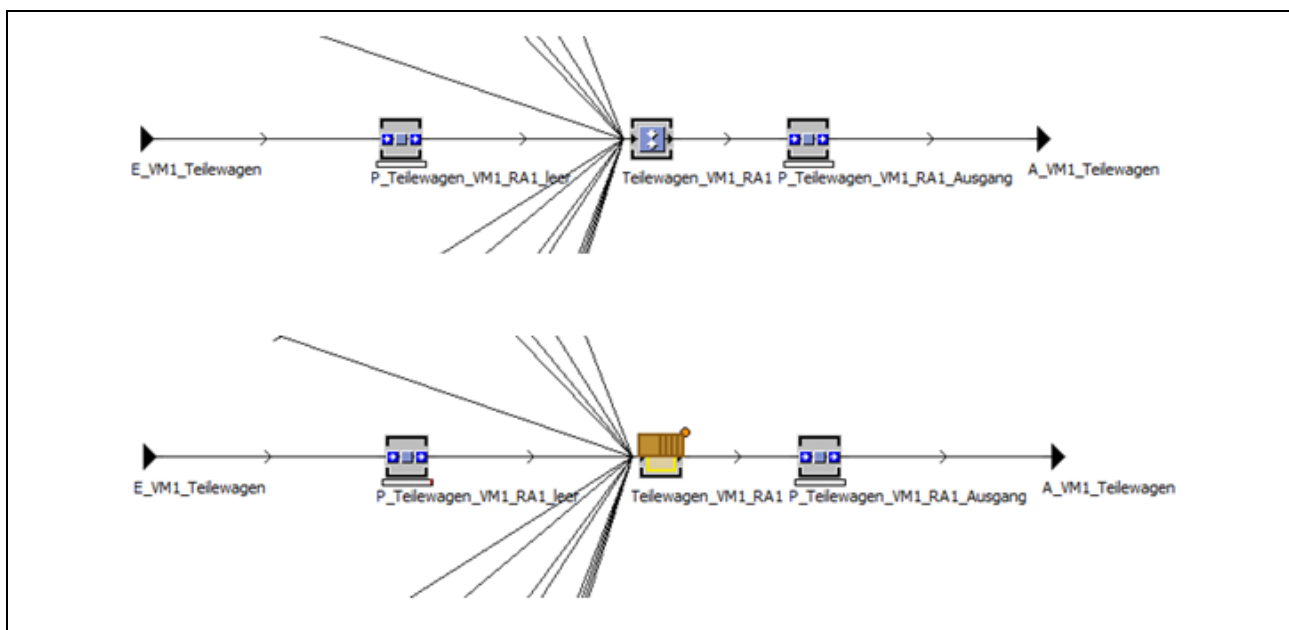 E_VM1_Teilewagen
P_Teilewagen_VM1_RA1_leer
Teilewagen_VM1_RA1
P_Teilewagen_VM1_RA1_Ausgang
A_VM1_Teilewagen
E_VM1_Teilewagen
P_Teilewagen_VM1_RA1_leer
Teilewagen_VM1_RA1
P_Teilewagen_VM1_RA1_Ausgang
A_VM1_Teilewagen